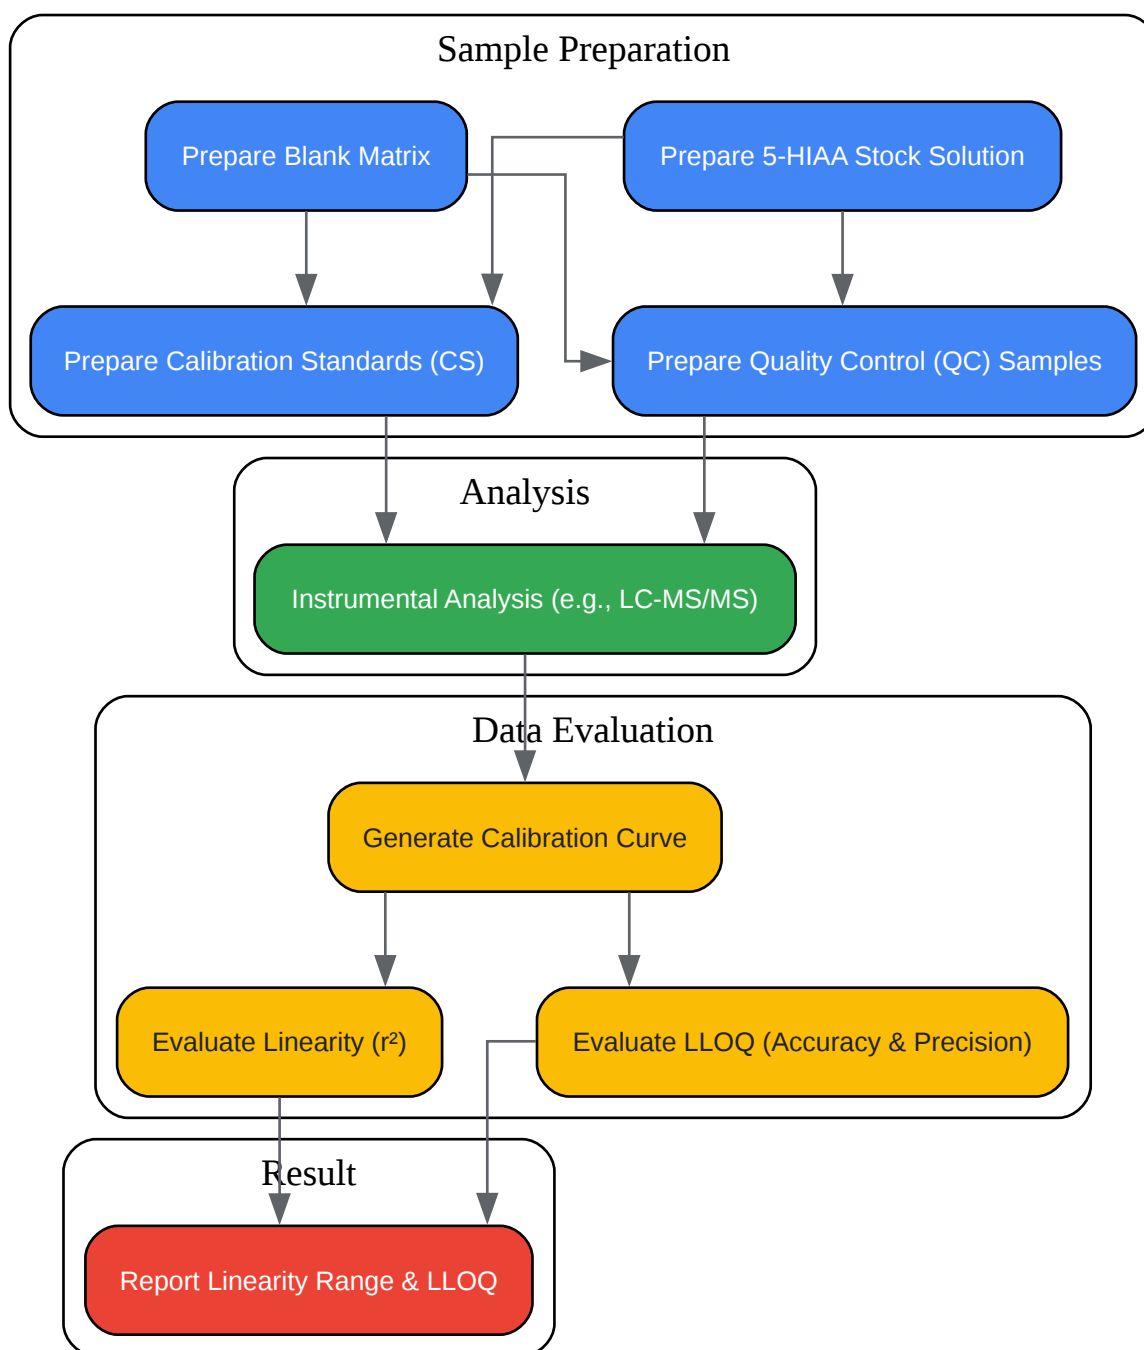 Sample Preparation
Prepare Blank Matrix
Prepare 5-HIAA Stock Solution
Prepare Calibration Standards (CS)
Prepare Quality Control (QC) Samples
Analysis
Instrumental Analysis (e.g., LC-MS/MS)
Data Evaluation
Generate Calibration Curve
Evaluate Linearity (r²)
Evaluate LLOQ (Accuracy & Precision)
Result
Report Linearity Range & LLOQ